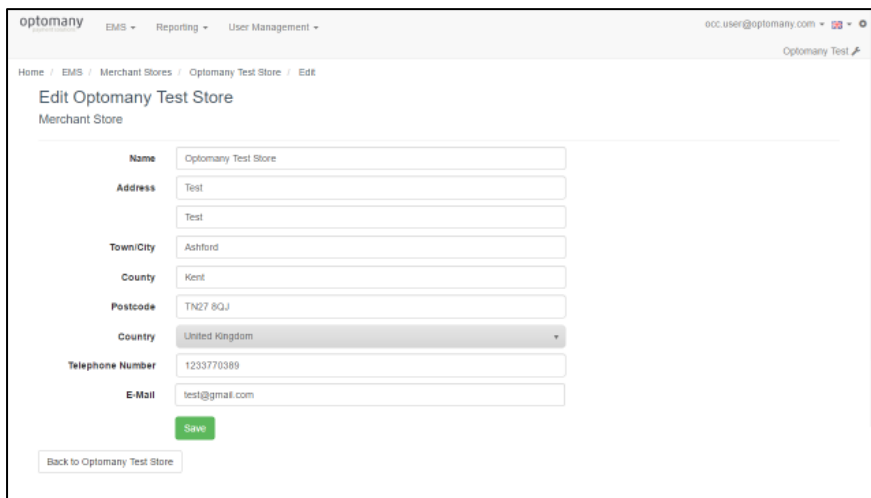 optomany
EMS Reporting User Management occ.user@optomany.com
Optomany Test
Home / EMS / Merchant Stores / Optomany Test Store / Edit
Edit Optomany Test Store
Merchant Store
Name Optomany Test Store
Address Test
Test
Town/City Ashford
County Kent
Postcode TN27 8QJ
Country United Kingdom
Telephone Number 1233770389
E-Mail test@gmail.com
Save
Back to Optomany Test Store